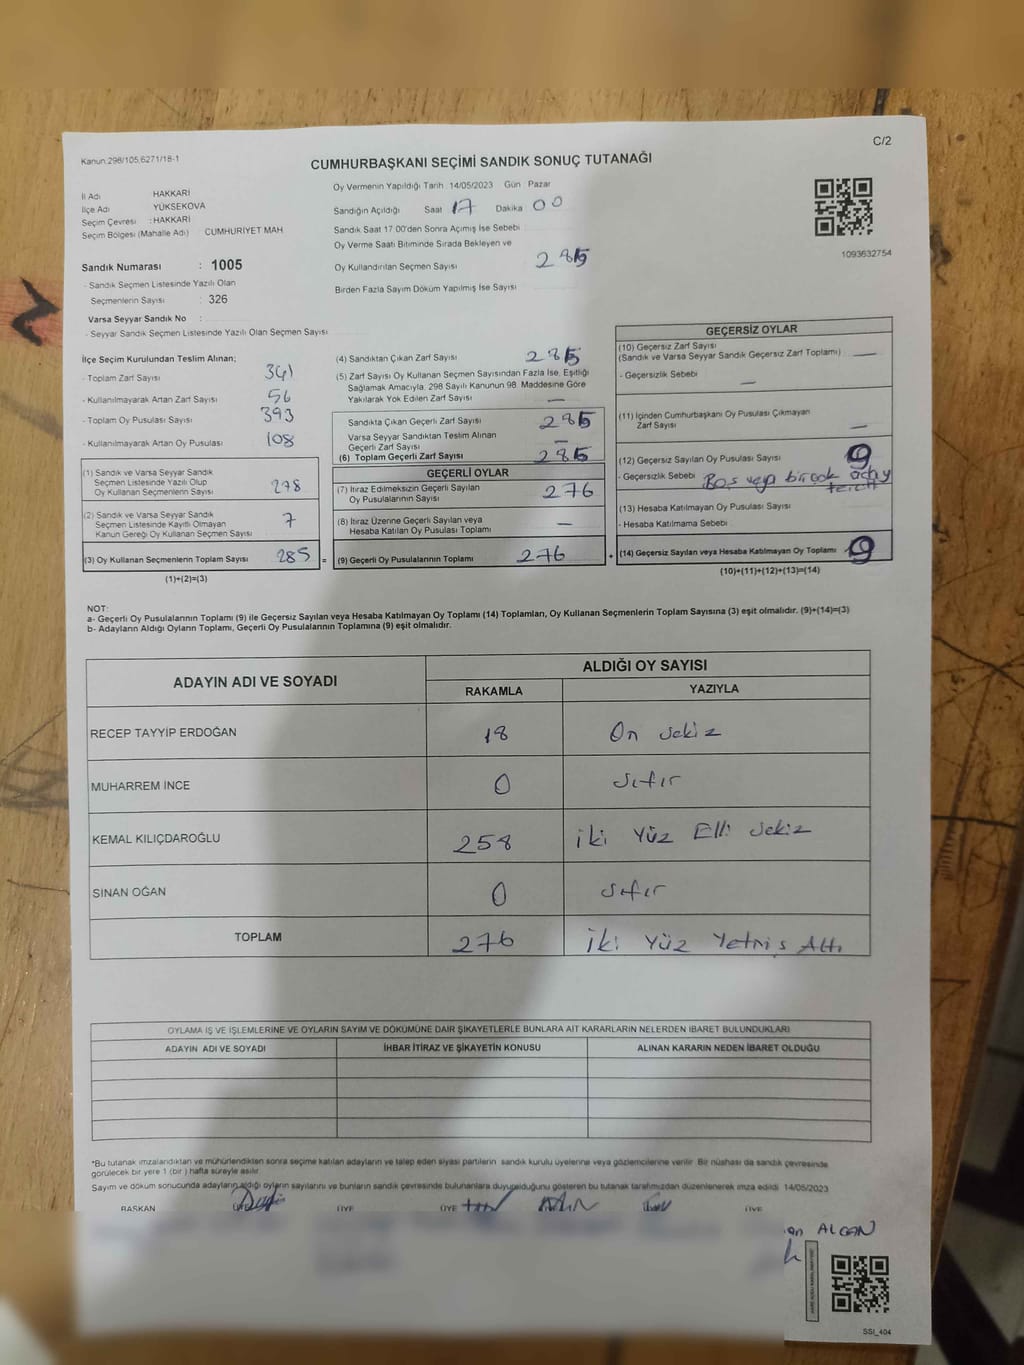 C/2
Kanun:298/105,6271/18-1
CUMHURBAŞKANI SEÇİMİ SANDIK SONUÇ TUTANAĞI
İl Adı HAKKARİ
İlçe Adı YÜKSEKOVA
Seçim Çevresi : HAKKARİ
Seçim Bölgesi (Mahalle Adı) CUMHURİYET MAH
Sandık Numarası : 1005
- Sandık Seçmen Listesinde Yazılı Olan
Seçmenlerin Sayısı : 326
Varsa Seyyar Sandık No :
- Seyyar Sandık Seçmen Listesinde Yazılı Olan Seçmen Sayısı
Oy Vermenin Yapıldığı Tarih 14/05/2023 Gün Pazar
Sandığın Açıldığı Saat 17 Dakika 00
Sandık Saat 17.00'den Sonra Açımış İse Sebebi
Oy Verme Saati Bitiminde Sırada Bekleyen ve
Oy Kullandırılan Seçmen Sayısı 285
Birden Fazla Sayım Döküm Yapılmış İse Sayısı
1093632754
İlçe Seçim Kurulundan Teslim Alınan;
- Toplam Zarf Sayısı 341
- Kullanılmayarak Artan Zarf Sayısı 56
- Toplam Oy Pusulası Sayısı 393
- Kullanılmayarak Artan Oy Pusulası 108
(1) Sandık ve Varsa Seyyar Sandık
Seçmen Listesinde Yazılı Olup
Oy Kullanan Seçmenlerin Sayısı 278
(2) Sandık ve Varsa Seyyar Sandık
Seçmen Listesinde Kayıtlı Olmayan
Kanun Gereği Oy Kullanan Seçmen Sayısı 7
(3) Oy Kullanan Seçmenlerin Toplam Sayısı 285 =
(1)+(2)=(3)
(4) Sandıktan Çıkan Zarf Sayısı 285
(5) Zarf Sayısı Oy Kullanan Seçmen Sayısından Fazla İse, Eşitliği
Sağlamak Amacıyla, 298 Sayılı Kanunun 98. Maddesine Göre
Yakılarak Yok Edilen Zarf Sayısı —
Sandıkta Çıkan Geçerli Zarf Sayısı 285
Varsa Seyyar Sandıktan Teslim Alınan
Geçerli Zarf Sayısı —
(6) Toplam Geçerli Zarf Sayısı 285
GEÇERLİ OYLAR
(7) İtiraz Edilmeksizin Geçerli Sayılan
Oy Pusulalarının Sayısı 276
(8) İtiraz Üzerine Geçerli Sayılan veya
Hesaba Katılan Oy Pusulası Toplamı —
(9) Geçerli Oy Pusulalarının Toplamı 276 +
GEÇERSİZ OYLAR
(10) Geçersiz Zarf Sayısı
(Sandık ve Varsa Seyyar Sandık Geçersiz Zarf Toplamı) —
- Geçersizlik Sebebi —
(11) İçinden Cumhurbaşkanı Oy Pusulası Çıkmayan
Zarf Sayısı —
(12) Geçersiz Sayılan Oy Pusulası Sayısı 9
- Geçersizlik Sebebi Boş veya birçok adaya
tercih
(13) Hesaba Katılmayan Oy Pusulası Sayısı
- Hesaba Katılmama Sebebi
(14) Geçersiz Sayılan veya Hesaba Katılmayan Oy Toplamı 9
(10)+(11)+(12)+(13)=(14)
NOT:
a- Geçerli Oy Pusulalarının Toplamı (9) ile Geçersiz Sayılan veya Hesaba Katılmayan Oy Toplamı (14) Toplamları, Oy Kullanan Seçmenlerin Toplam Sayısına (3) eşit olmalıdır. (9)+(14)=(3)
b- Adayların Aldığı Oyların Toplamı, Geçerli Oy Pusulalarının Toplamına (9) eşit olmalıdır.
ADAYIN ADI VE SOYADI ALDIĞI OY SAYISI
RAKAMLA YAZIYLA
RECEP TAYYİP ERDOĞAN 18 On sekiz
MUHARREM İNCE 0 sıfır
KEMAL KILIÇDAROĞLU 258 iki Yüz Elli sekiz
SİNAN OĞAN 0 sıfır
TOPLAM 276 iki Yüz Yetmiş Altı
OYLAMA İŞ VE İŞLEMLERİNE VE OYLARIN SAYIM VE DÖKÜMÜNE DAİR ŞİKAYETLERLE BUNLARA AİT KARARLARIN NELERDEN İBARET BULUNDUKLARI
ADAYIN ADI VE SOYADI İHBAR İTİRAZ VE ŞİKAYETİN KONUSU ALINAN KARARIN NEDEN İBARET OLDUĞU
*Bu tutanak imzalandıktan ve mühürlendikten sonra seçime katılan adayların ve talep eden siyasi partilerin sandık kurulu üyelerine veya gözlemcilerine verilir. Bir nüshası da sandık çevresinde
görülecek bir yere 1 (bir ) hafta süreyle asılır.
Sayım ve döküm sonucunda adayların aldığı oyların sayılarını ve bunların sandık çevresinde bulunanlara duyurulduğunu gösteren bu tutanak tarafımızdan düzenlenerek imza edildi 14/05/2023
BAŞKAN ÜYE ÜYE ÜYE
ALGAN
SSI_404